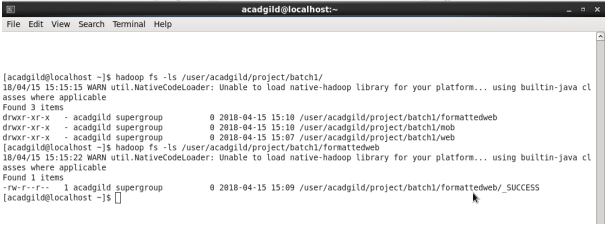 acadgild@localhost:~
File Edit View Search Terminal Help
[acadgild@localhost ~]$ hadoop fs -ls /user/acadgild/project/batch1/
18/04/15 15:15:15 WARN util.NativeCodeLoader: Unable to load native-hadoop library for your platform... using builtin-java cl
asses where applicable
Found 3 items
drwxr-xr-x   - acadgild supergroup          0 2018-04-15 15:10 /user/acadgild/project/batch1/formattedweb
drwxr-xr-x   - acadgild supergroup          0 2018-04-15 15:10 /user/acadgild/project/batch1/mob
drwxr-xr-x   - acadgild supergroup          0 2018-04-15 15:07 /user/acadgild/project/batch1/web
[acadgild@localhost ~]$ hadoop fs -ls /user/acadgild/project/batch1/formattedweb
18/04/15 15:15:22 WARN util.NativeCodeLoader: Unable to load native-hadoop library for your platform... using builtin-java cl
asses where applicable
Found 1 items
-rw-r--r--   1 acadgild supergroup          0 2018-04-15 15:09 /user/acadgild/project/batch1/formattedweb/_SUCCESS
[acadgild@localhost ~]$